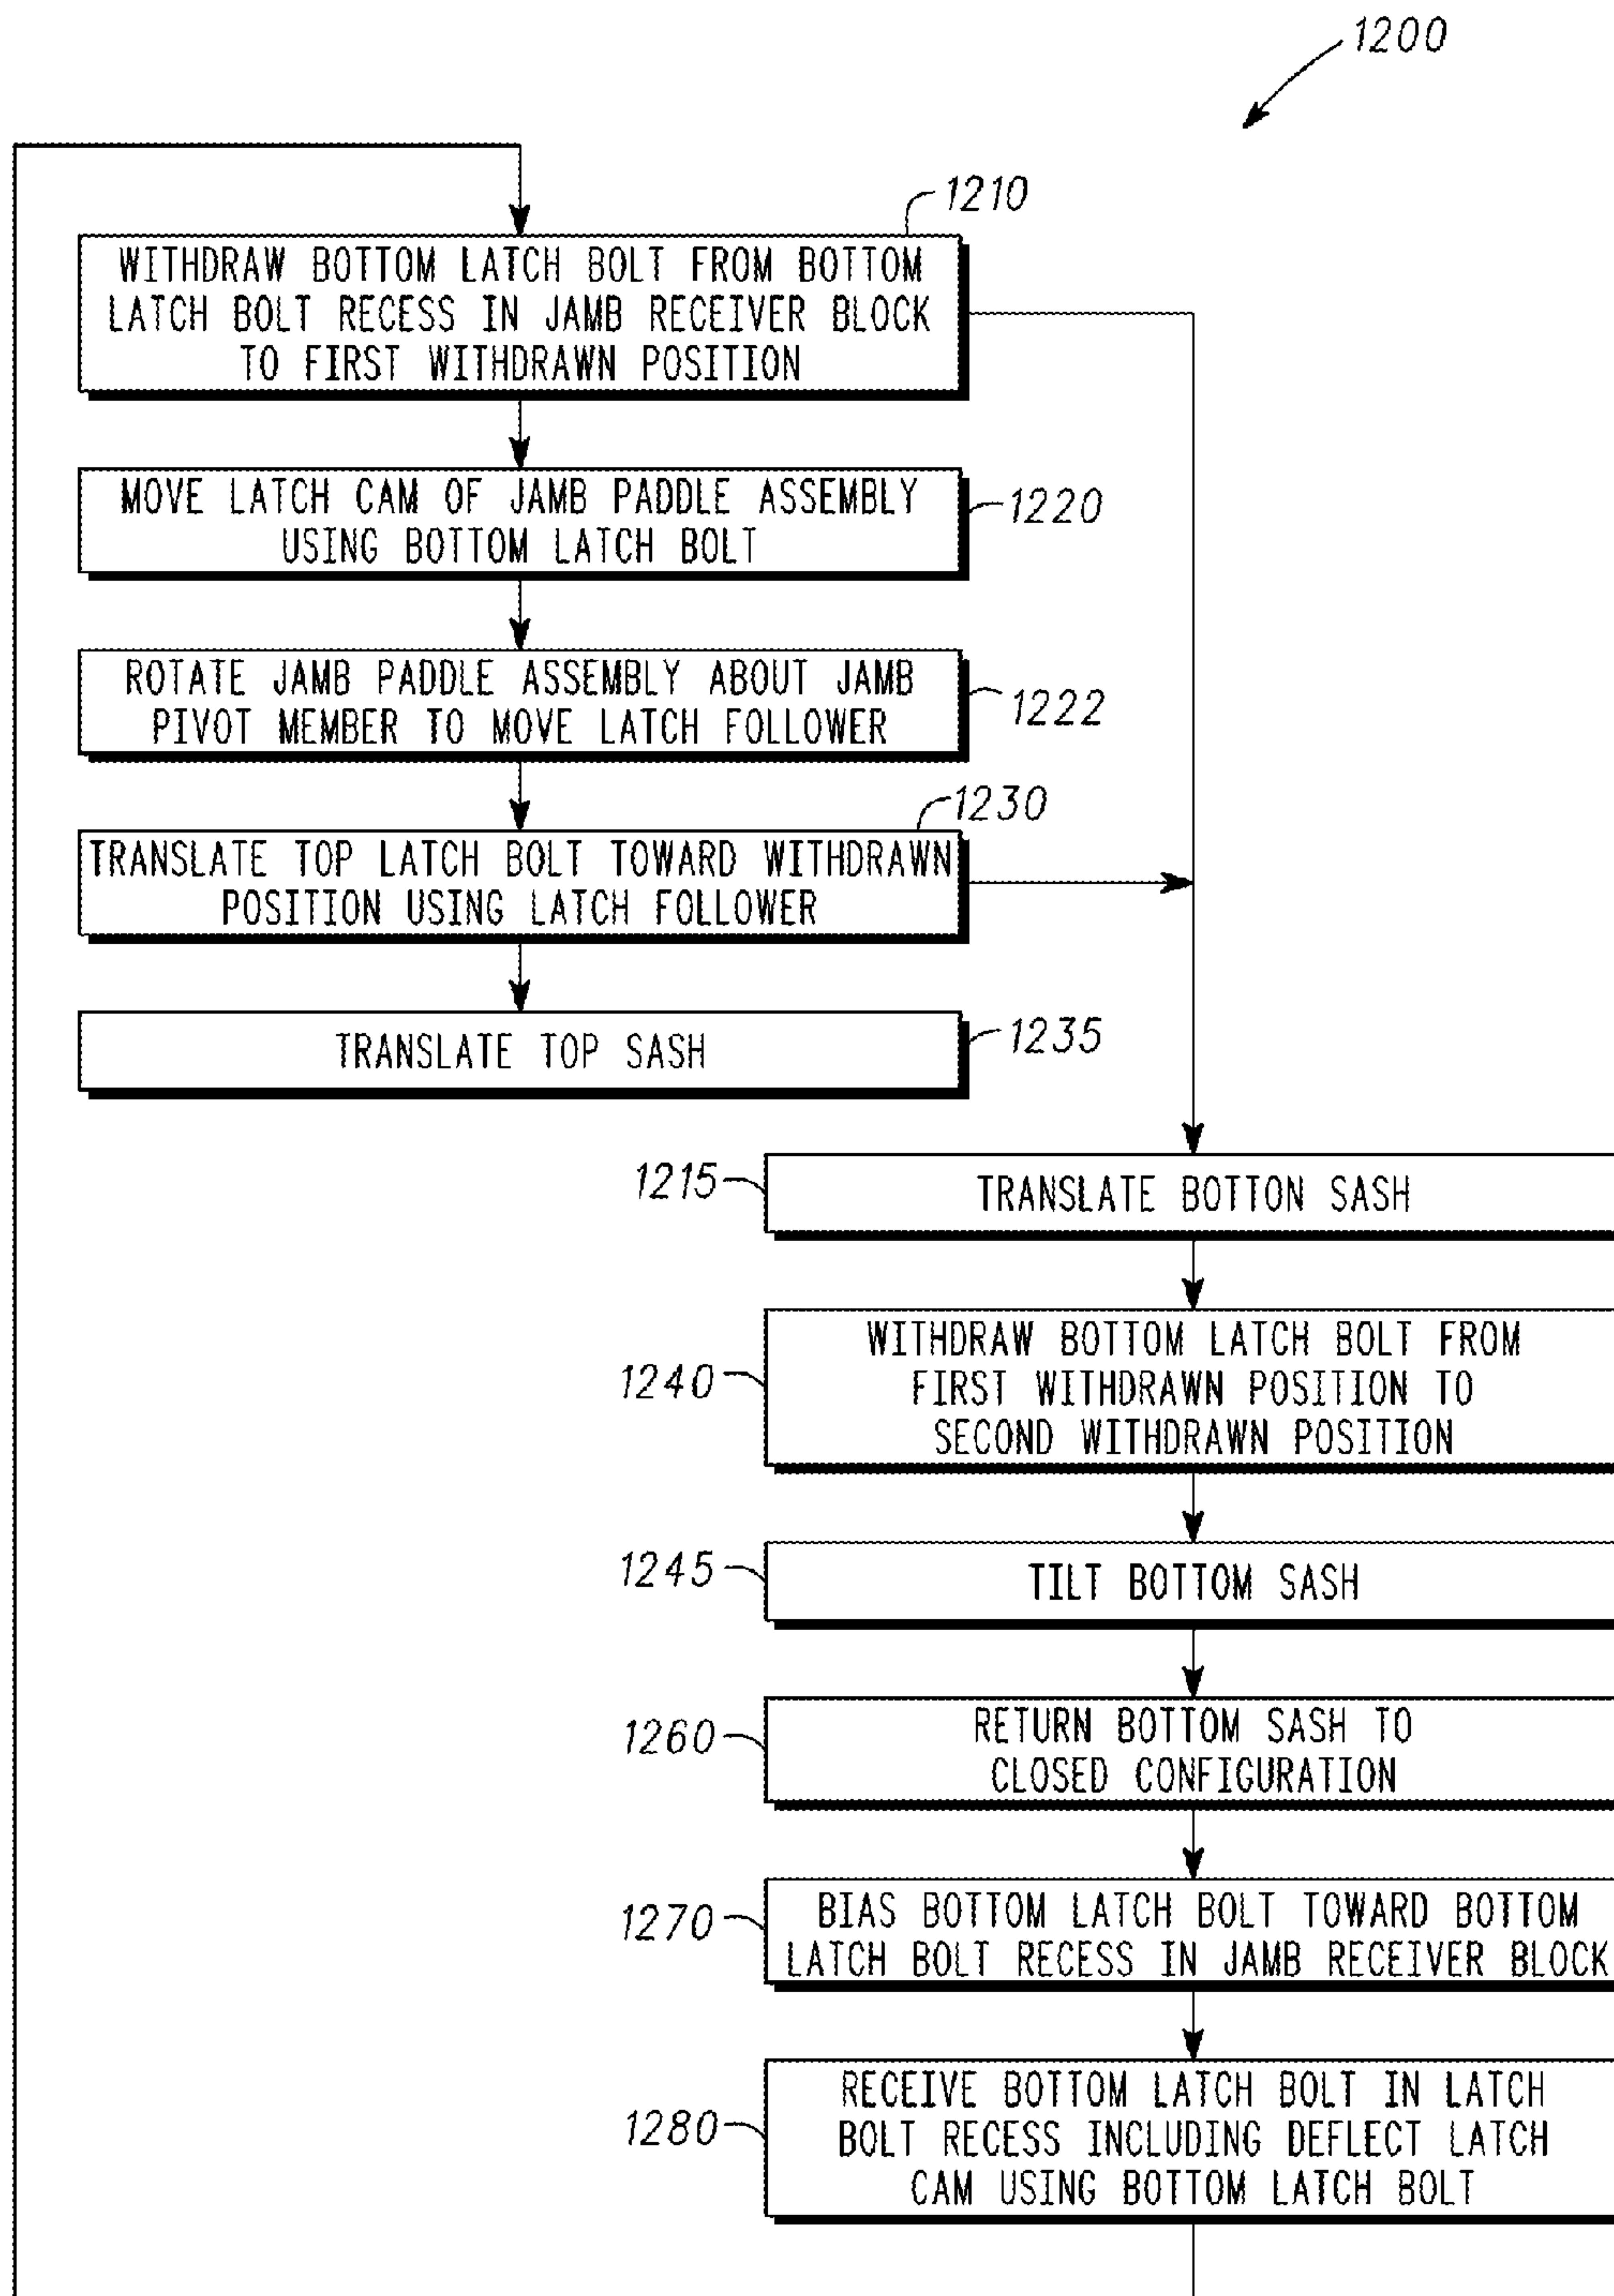 1200
1210
WITHDRAW BOTTOM LATCH BOLT FROM BOTTOM
LATCH BOLT RECESS IN JAMB RECEIVER BLOCK
TO FIRST WITHDRAWN POSITION
MOVE LATCH CAM OF JAMB PADDLE ASSEMBLY
USING BOTTOM LATCH BOLT
1220
ROTATE JAMB PADDLE ASSEMBLY ABOUT JAMB
PIVOT MEMBER TO MOVE LATCH FOLLOWER
1222
1230
TRANSLATE TOP LATCH BOLT TOWARD WITHDRAWN
POSITION USING LATCH FOLLOWER
TRANSLATE TOP SASH
1235
1215
TRANSLATE BOTTON SASH
1240
WITHDRAW BOTTOM LATCH BOLT FROM
FIRST WITHDRAWN POSITION TO
SECOND WITHDRAWN POSITION
1245
TILT BOTTOM SASH
1260
RETURN BOTTOM SASH TO
CLOSED CONFIGURATION
1270
BIAS BOTTOM LATCH BOLT TOWARD BOTTOM
LATCH BOLT RECESS IN JAMB RECEIVER BLOCK
1280
RECEIVE BOTTOM LATCH BOLT IN LATCH
BOLT RECESS INCLUDING DEFLECT LATCH
CAM USING BOTTOM LATCH BOLT